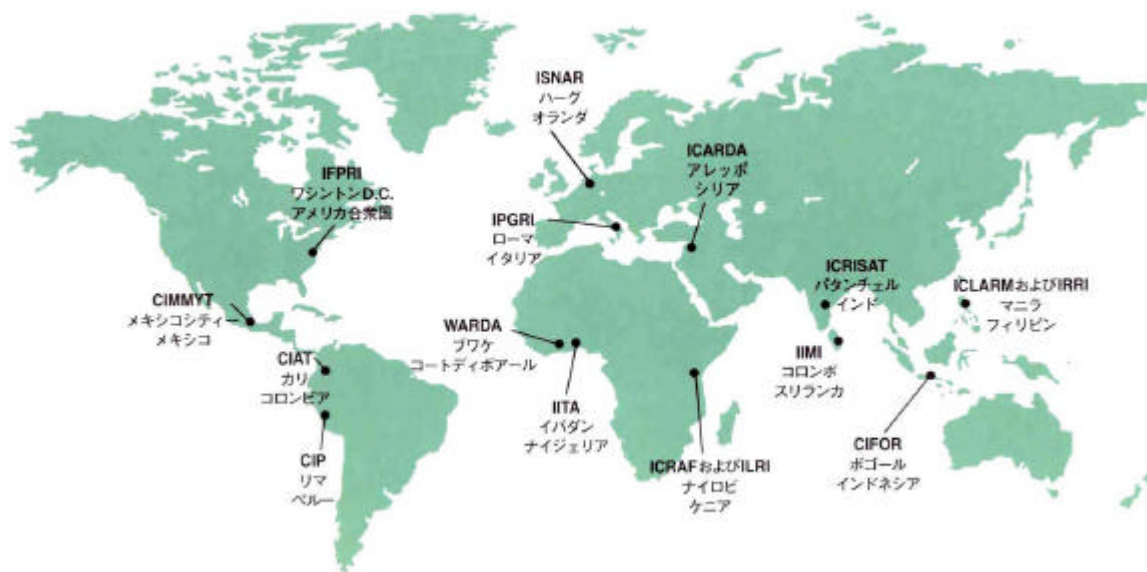 ISNAR
ハーグ
オランダ
ICARDA
アレッポ
シリア
IFPRI
ワシントンD.C.
アメリカ合衆国
IPGRI
ローマ
イタリア
ICRISAT
パタンチェル
インド
ICLARMおよびIRRI
マニラ
フィリピン
CIMMYT
メキシコシティー
メキシコ
WARDA
ブワケ
コートディボアール
IIMI
コロンボ
スリランカ
CIAT
カリ
コロンビア
IITA
イバダン
ナイジェリア
CIP
リマ
ペルー
ICRAFおよびILRI
ナイロビ
ケニア
CIFOR
ボゴール
インドネシア